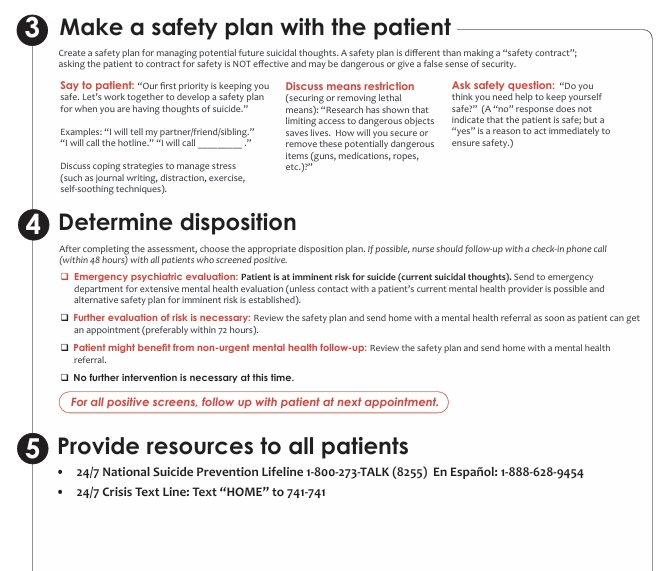 3 Make a safety plan with the patient
Create a safety plan for managing potential future suicidal thoughts. A safety plan is different than making a “safety contract”;
asking the patient to contract for safety is NOT effective and may be dangerous or give a false sense of security.
Say to patient: “Our first priority is keeping you
safe. Let’s work together to develop a safety plan
for when you are having thoughts of suicide.”
Examples: “I will tell my partner/friend/sibling.”
“I will call the hotline.” “I will call _________ .”
Discuss coping strategies to manage stress
(such as journal writing, distraction, exercise,
self-soothing techniques).
Discuss means restriction
(securing or removing lethal
means): “Research has shown that
limiting access to dangerous objects
saves lives. How will you secure or
remove these potentially dangerous
items (guns, medications, ropes,
etc.)?”
Ask safety question: “Do you
think you need help to keep yourself
safe?” (A “no” response does not
indicate that the patient is safe; but a
“yes” is a reason to act immediately to
ensure safety.)
4 Determine disposition
After completing the assessment, choose the appropriate disposition plan. If possible, nurse should follow-up with a check-in phone call
(within 48 hours) with all patients who screened positive.
❑ Emergency psychiatric evaluation: Patient is at imminent risk for suicide (current suicidal thoughts). Send to emergency
department for extensive mental health evaluation (unless contact with a patient’s current mental health provider is possible and
alternative safety plan for imminent risk is established).
❑ Further evaluation of risk is necessary: Review the safety plan and send home with a mental health referral as soon as patient can get
an appointment (preferably within 72 hours).
❑ Patient might benefit from non-urgent mental health follow-up: Review the safety plan and send home with a mental health
referral.
❑ No further intervention is necessary at this time.
For all positive screens, follow up with patient at next appointment.
5 Provide resources to all patients
• 24/7 National Suicide Prevention Lifeline 1-800-273-TALK (8255) En Español: 1-888-628-9454
• 24/7 Crisis Text Line: Text “HOME” to 741-741